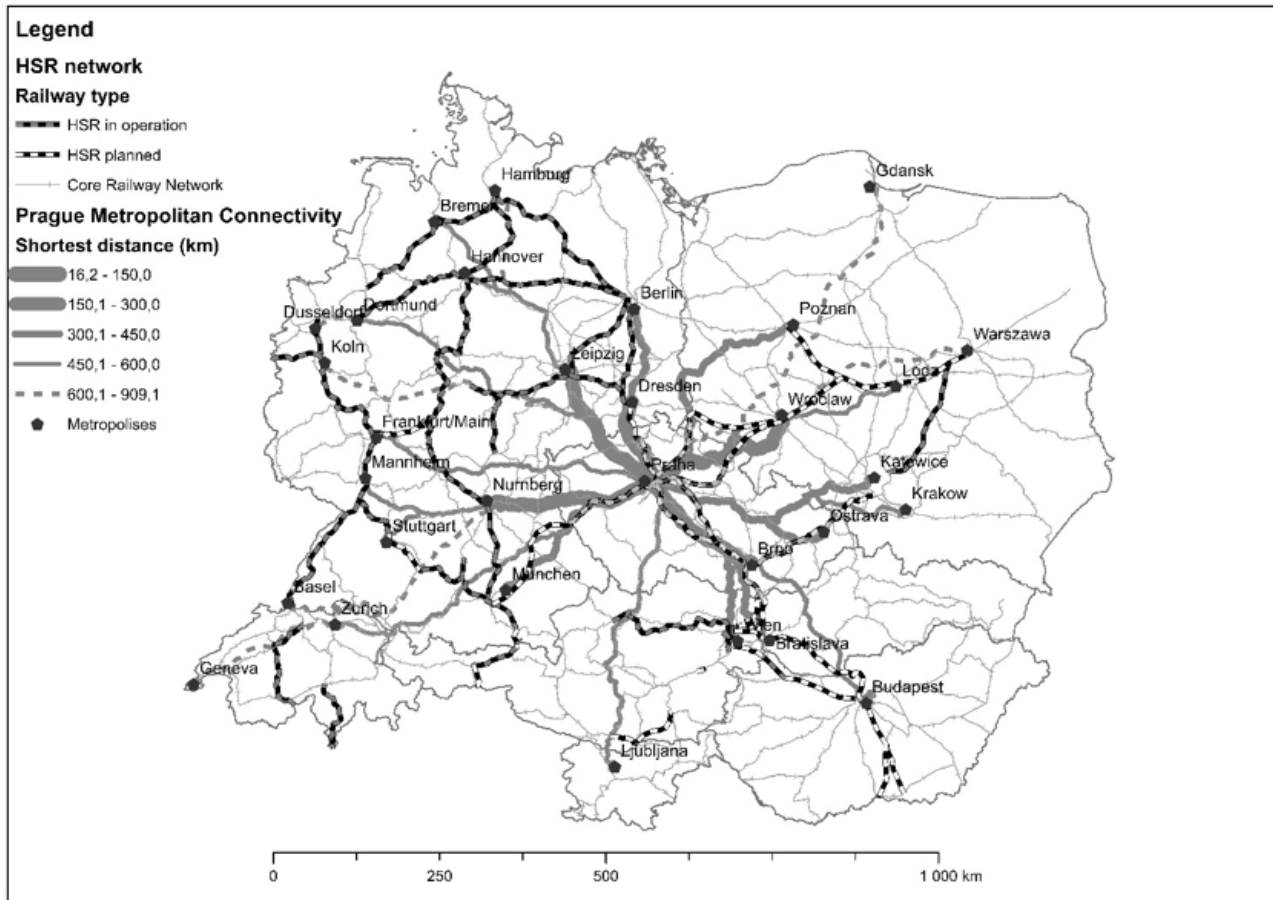 Legend
HSR network
Railway type
HSR in operation
HSR planned
Core Railway Network
Prague Metropolitan Connectivity
Shortest distance (km)
16,2 - 150,0
150,1 - 300,0
300,1 - 450,0
450,1 - 600,0
600,1 - 909,1
Metropolises
Hamburg
Gdansk
Bremen
Hannover
Berlin
Dusseldorf
Dortmund
Poznan
Warszawa
Koln
Leipzig
Lodz
Dresden
Wroclaw
Frankfurt/Main
Mannheim
Praha
Katowice
Nurnberg
Krakow
Stuttgart
Ostrava
Brno
Munchen
Basel
Zurich
Wien
Bratislava
Geneva
Budapest
Ljubljana
0
250
500
1 000 km